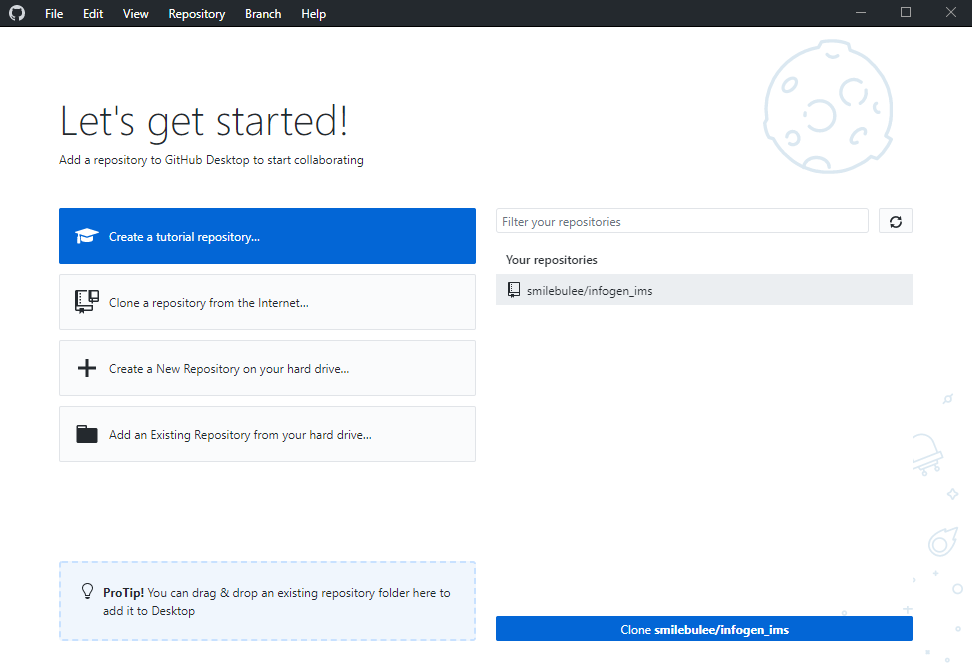 File Edit View Repository Branch Help
Let's get started!
Add a repository to GitHub Desktop to start collaborating
Create a tutorial repository...
Clone a repository from the Internet...
Create a New Repository on your hard drive...
Add an Existing Repository from your hard drive...
ProTip! You can drag & drop an existing repository folder here to
add it to Desktop
Filter your repositories
Your repositories
smilebulee/infogen_ims
Clone smilebulee/infogen_ims